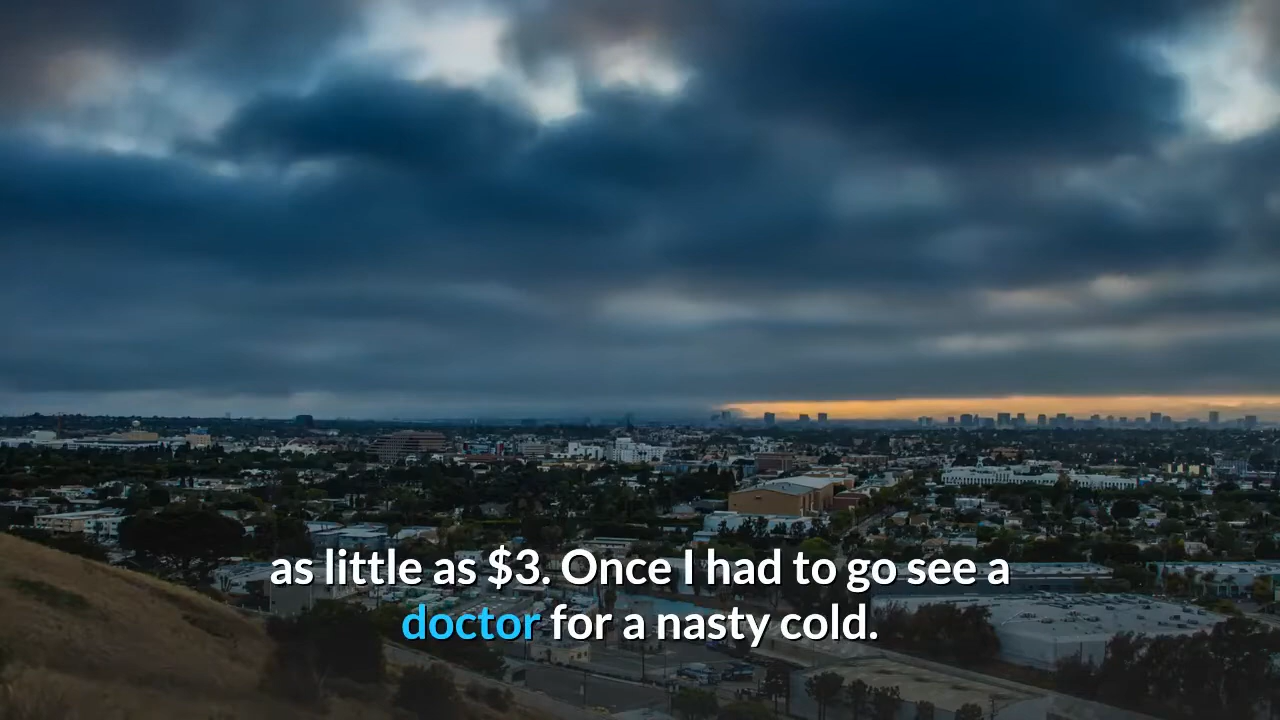 as little as $3. Once I had to go see a
doctor for a nasty cold.